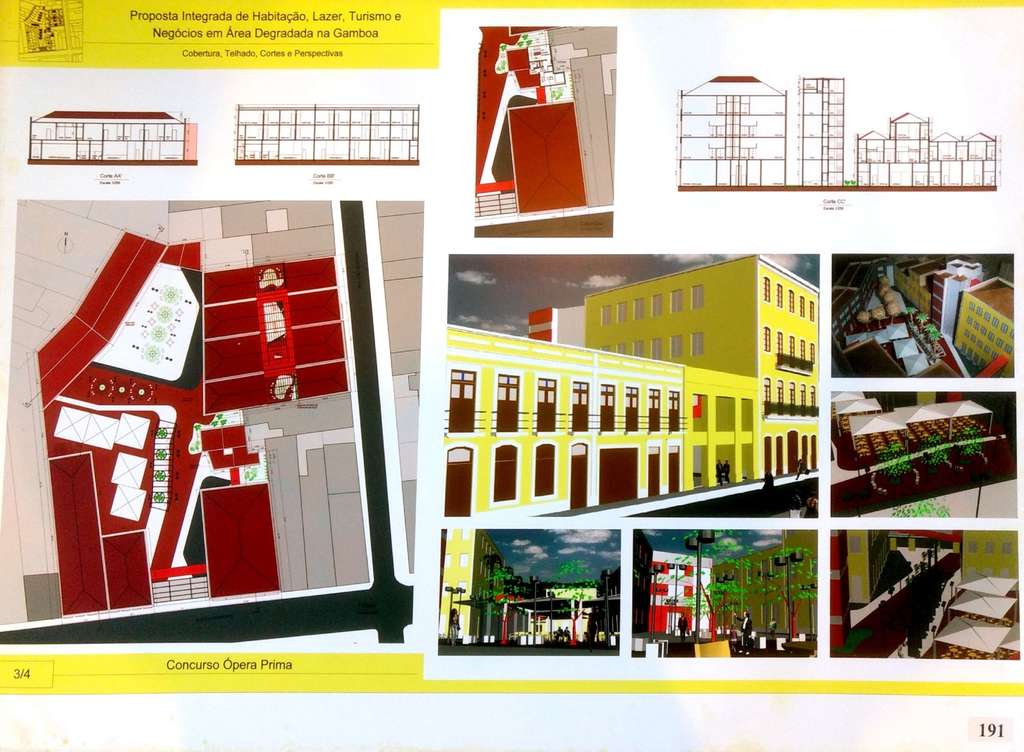 Proposta Integrada de Habitação, Lazer, Turismo e
Negócios em Área Degradada na Gamboa
Cobertura, Telhado, Cortes e Perspectivas
Corte AA'
Corte BB'
Corte CC'
3/4
Concurso Ópera Prima
191